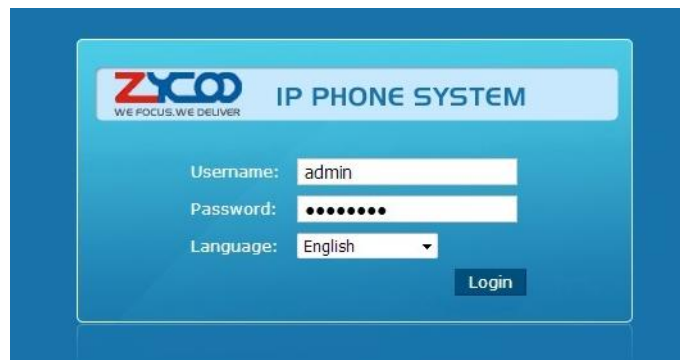 ZYCOO
WE FOCUS.WE DELIVER
IP PHONE SYSTEM
Username: admin
Password: ●●●●●●●●
Language: English
Login